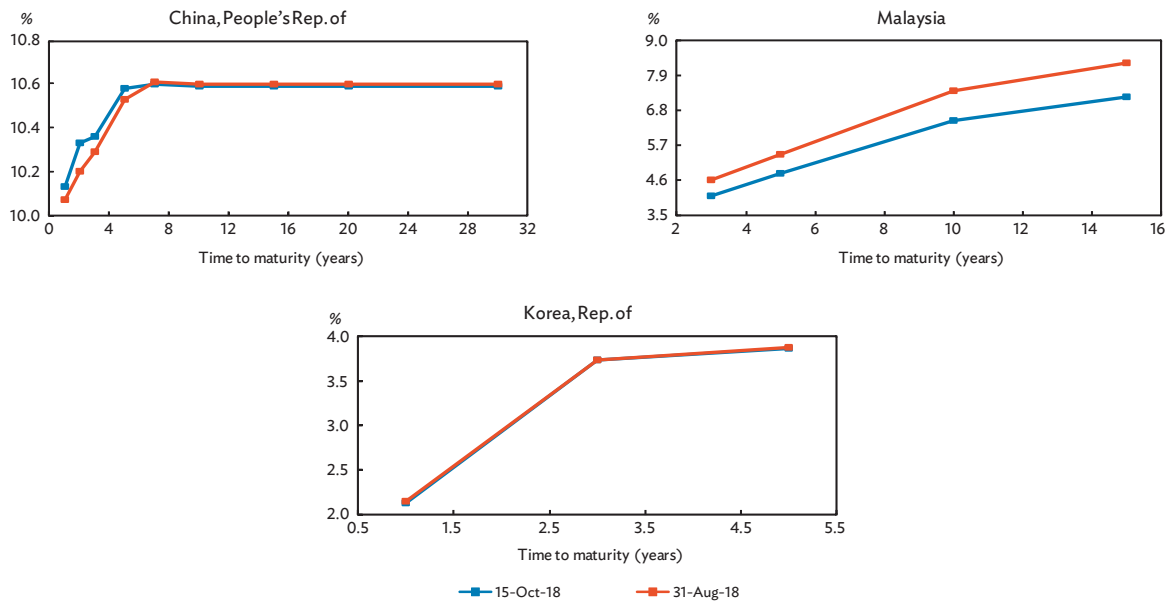 China, People's Rep. of
%
10.8
10.6
10.4
10.2
10.0
0 4 8 12 16 20 24 28 32
Time to maturity (years)
Malaysia
%
9.0
7.9
6.8
5.7
4.6
3.5
2 4 6 8 10 12 14 16
Time to maturity (years)
Korea, Rep. of
%
4.0
3.5
3.0
2.5
2.0
0.5 1.5 2.5 3.5 4.5 5.5
Time to maturity (years)
15-Oct-18 31-Aug-18